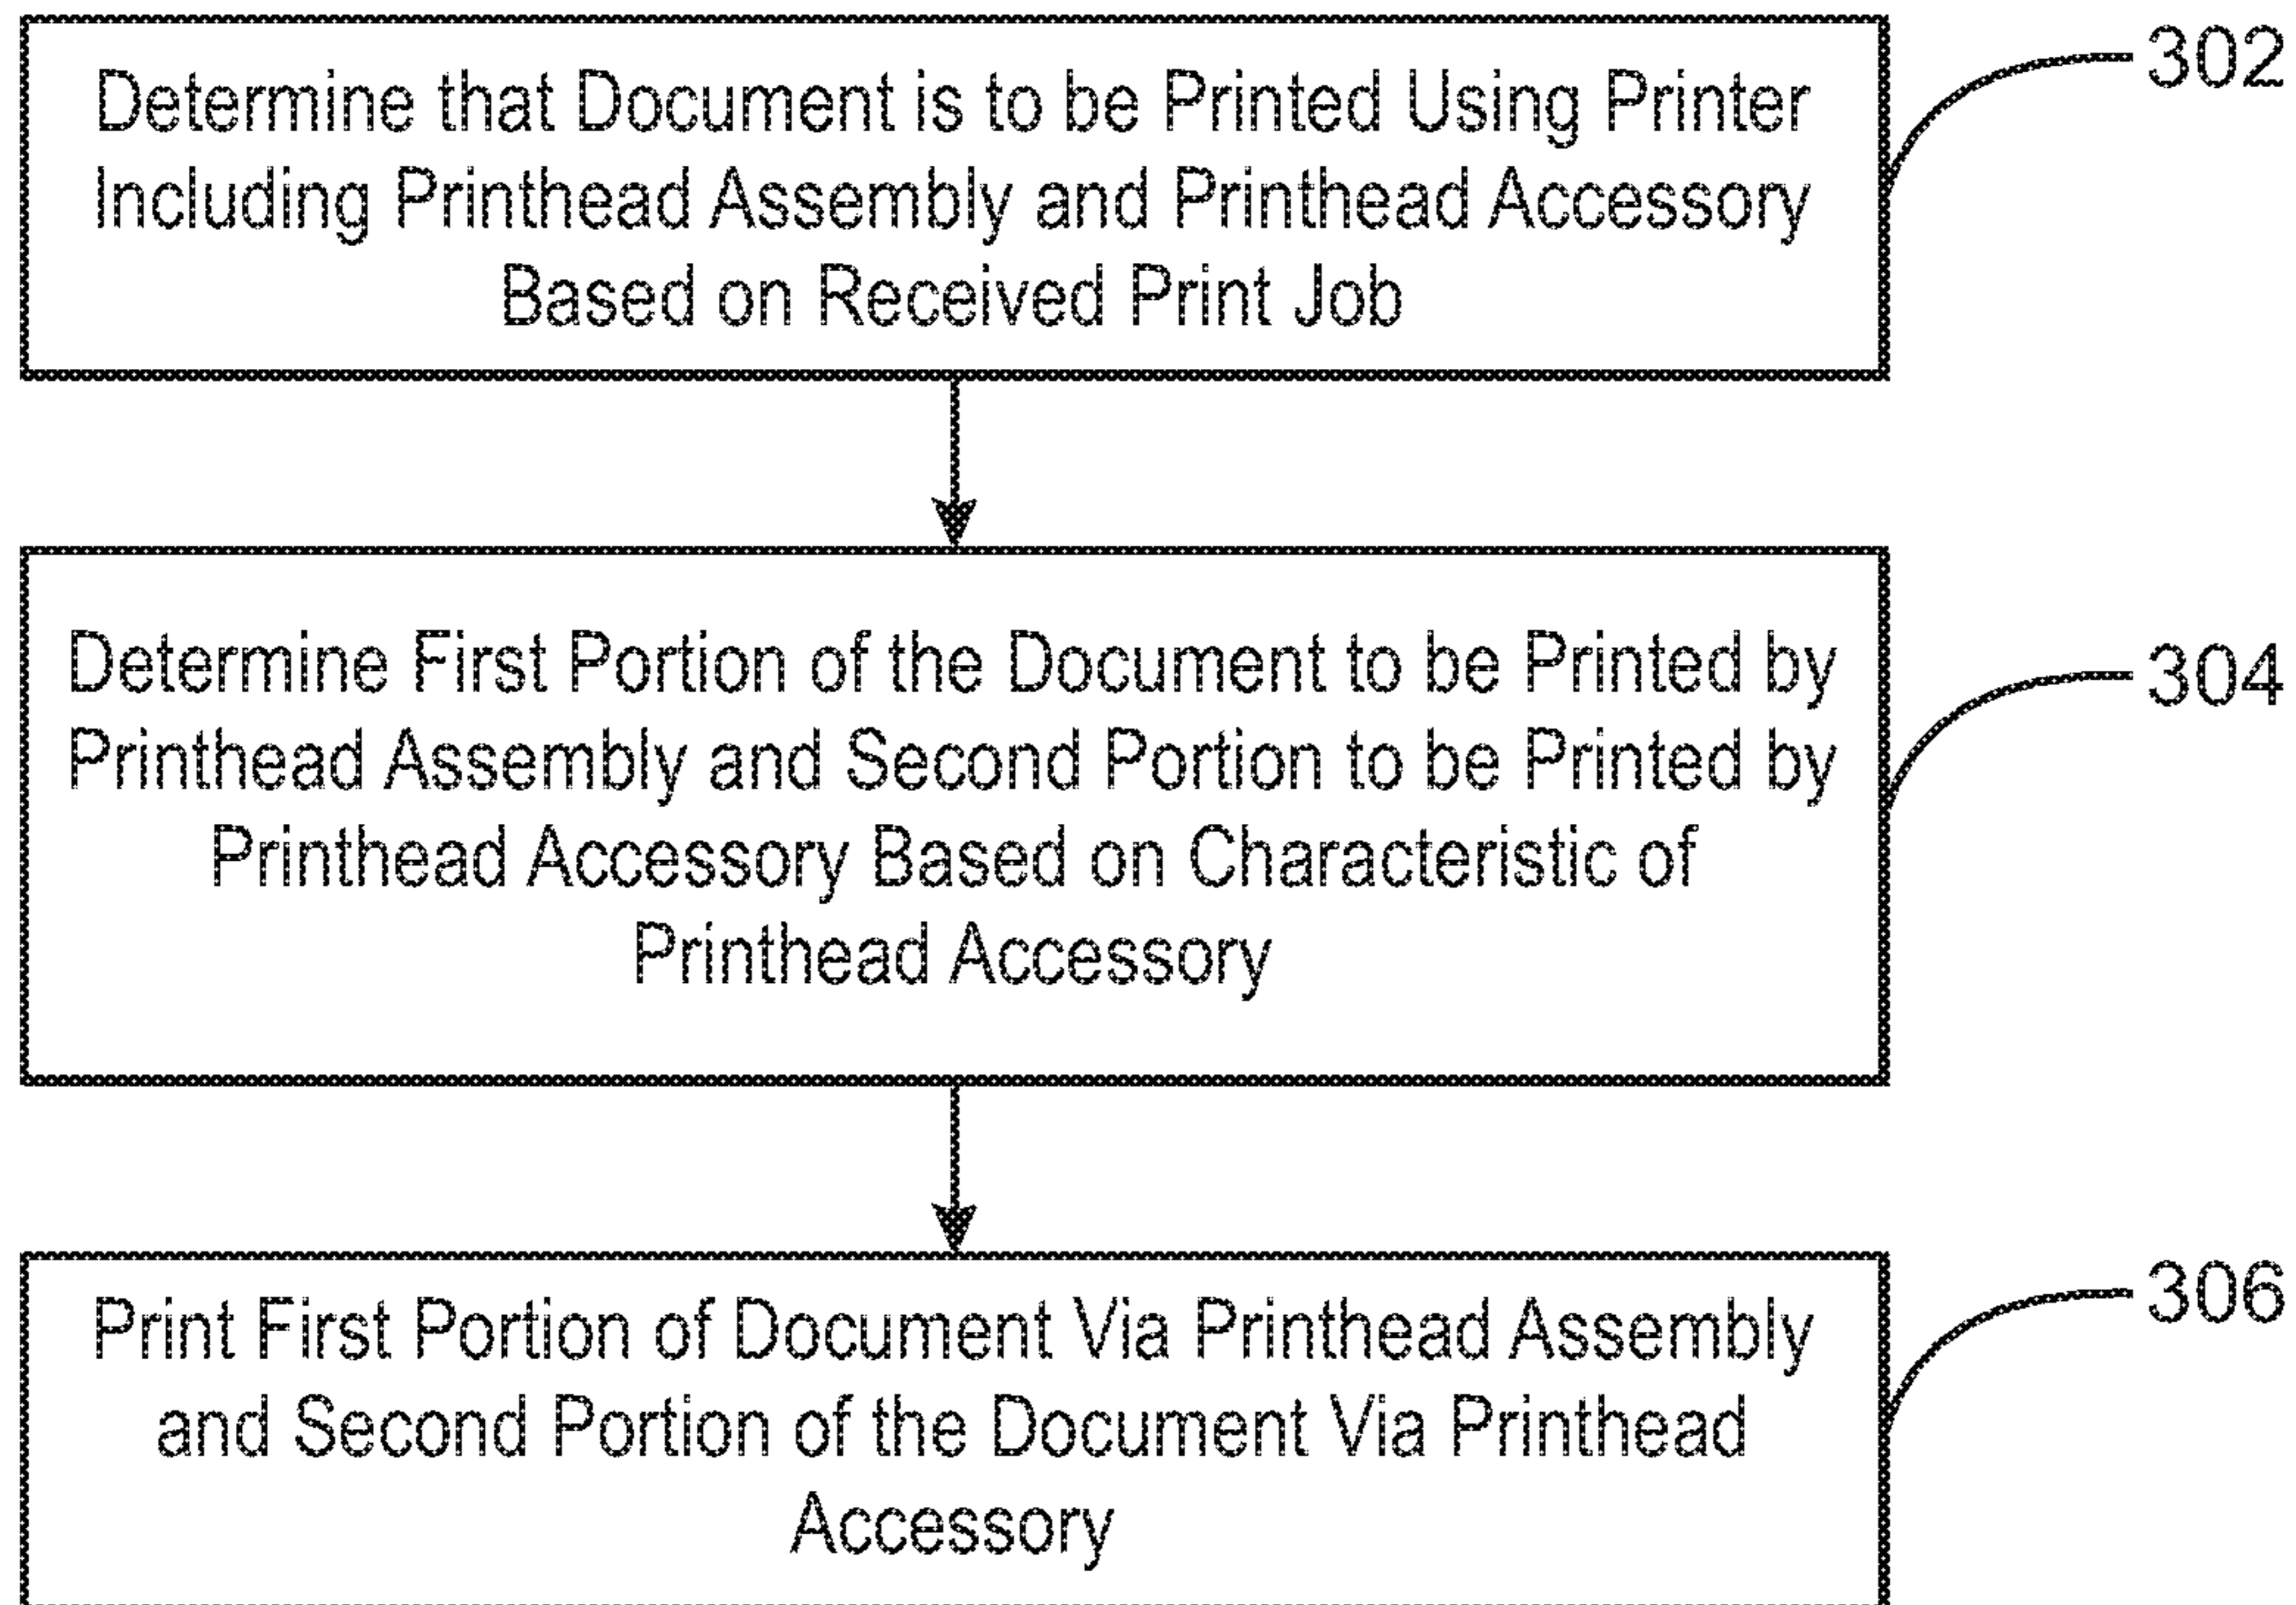 Determine that Document is to be Printed Using Printer
Including Printhead Assembly and Printhead Accessory
Based on Received Print Job
302
Determine First Portion of the Document to be Printed by
Printhead Assembly and Second Portion to be Printed by
Printhead Accessory Based on Characteristic of
Printhead Accessory
304
Print First Portion of Document Via Printhead Assembly
and Second Portion of the Document Via Printhead
Accessory
306